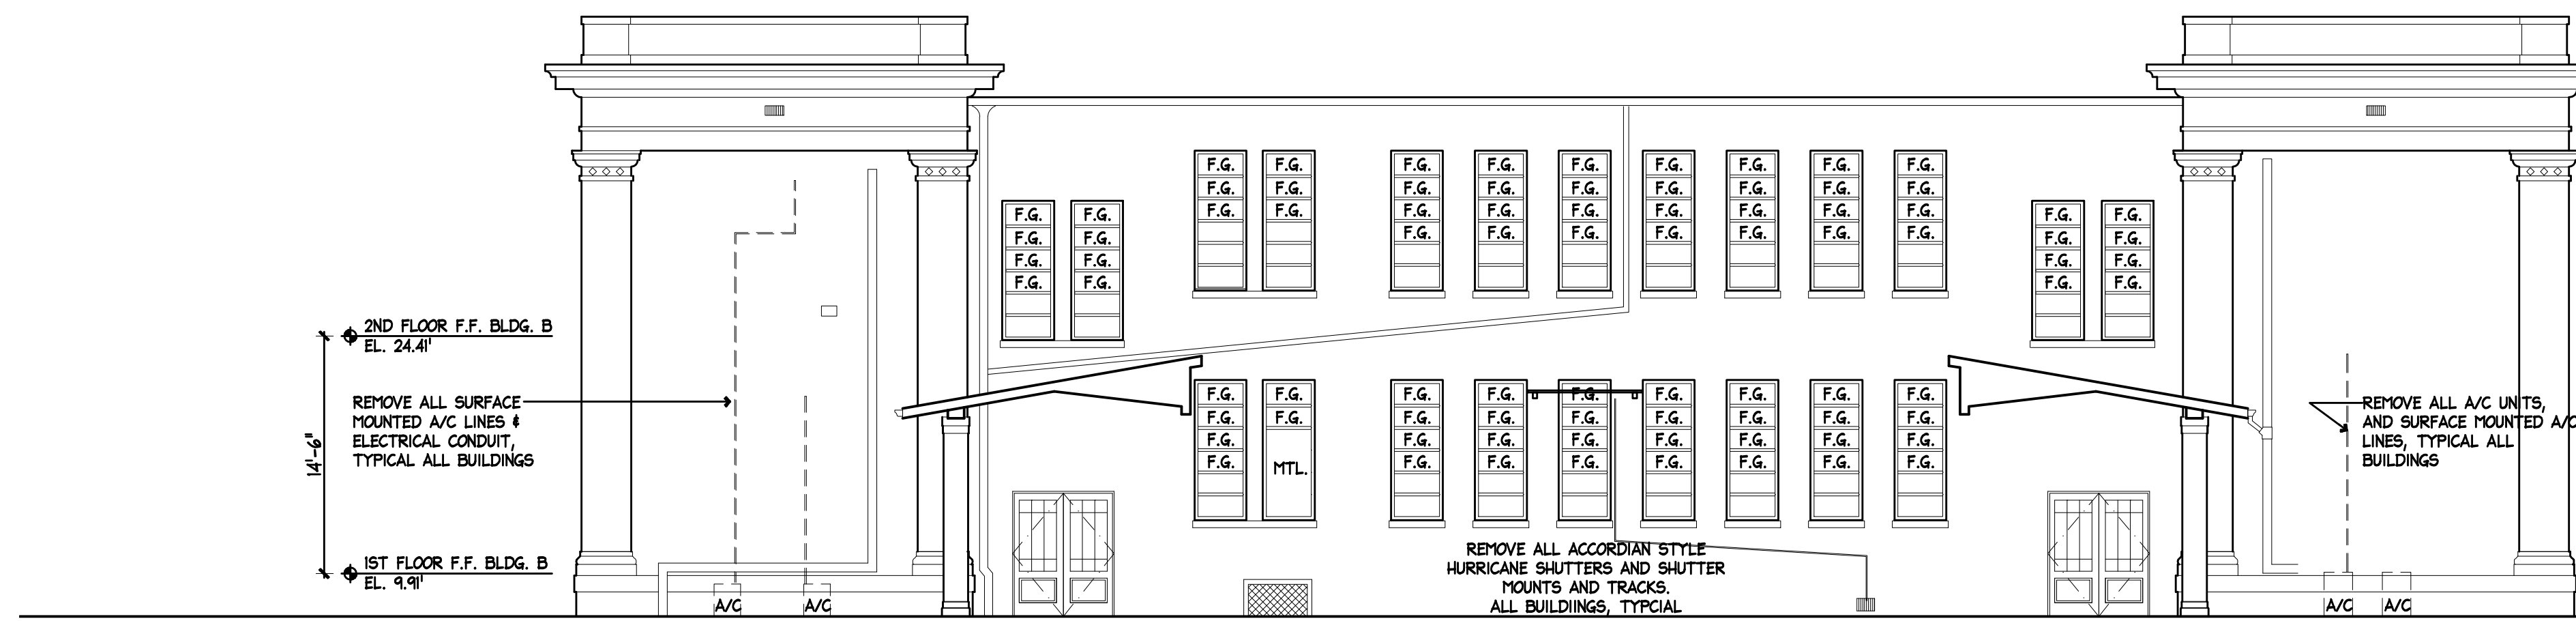 F.G. F.G. F.G. F.G. F.G. F.G. F.G. F.G. F.G.
F.G. F.G. F.G. F.G. F.G. F.G. F.G. F.G. F.G.
F.G. F.G. F.G. F.G. F.G. F.G. F.G. F.G. F.G.
F.G. F.G. F.G. F.G. F.G. F.G. F.G.
F.G. F.G. F.G. F.G.
F.G. F.G. F.G. F.G.
F.G. F.G. F.G. F.G.
F.G. F.G. F.G. F.G.
2ND FLOOR F.F. BLDG. B
EL. 24.41'
14'-6"
REMOVE ALL SURFACE
MOUNTED A/C LINES &
ELECTRICAL CONDUIT,
TYPICAL ALL BUILDINGS
F.G. F.G. F.G. F.G. F.G. F.G. F.G. F.G. F.G.
F.G. F.G. F.G. F.G. F.G. F.G. F.G. F.G. F.G.
F.G. F.G. F.G. F.G. F.G. F.G. F.G. F.G.
F.G. F.G. F.G. F.G. F.G. F.G. F.G. F.G.
MTL.
REMOVE ALL A/C UNITS,
AND SURFACE MOUNTED A/C
LINES, TYPICAL ALL
BUILDINGS
1ST FLOOR F.F. BLDG. B
EL. 9.91'
REMOVE ALL ACCORDIAN STYLE
HURRICANE SHUTTERS AND SHUTTER
MOUNTS AND TRACKS.
ALL BUILDIINGS, TYPCIAL
A/C A/C A/C A/C